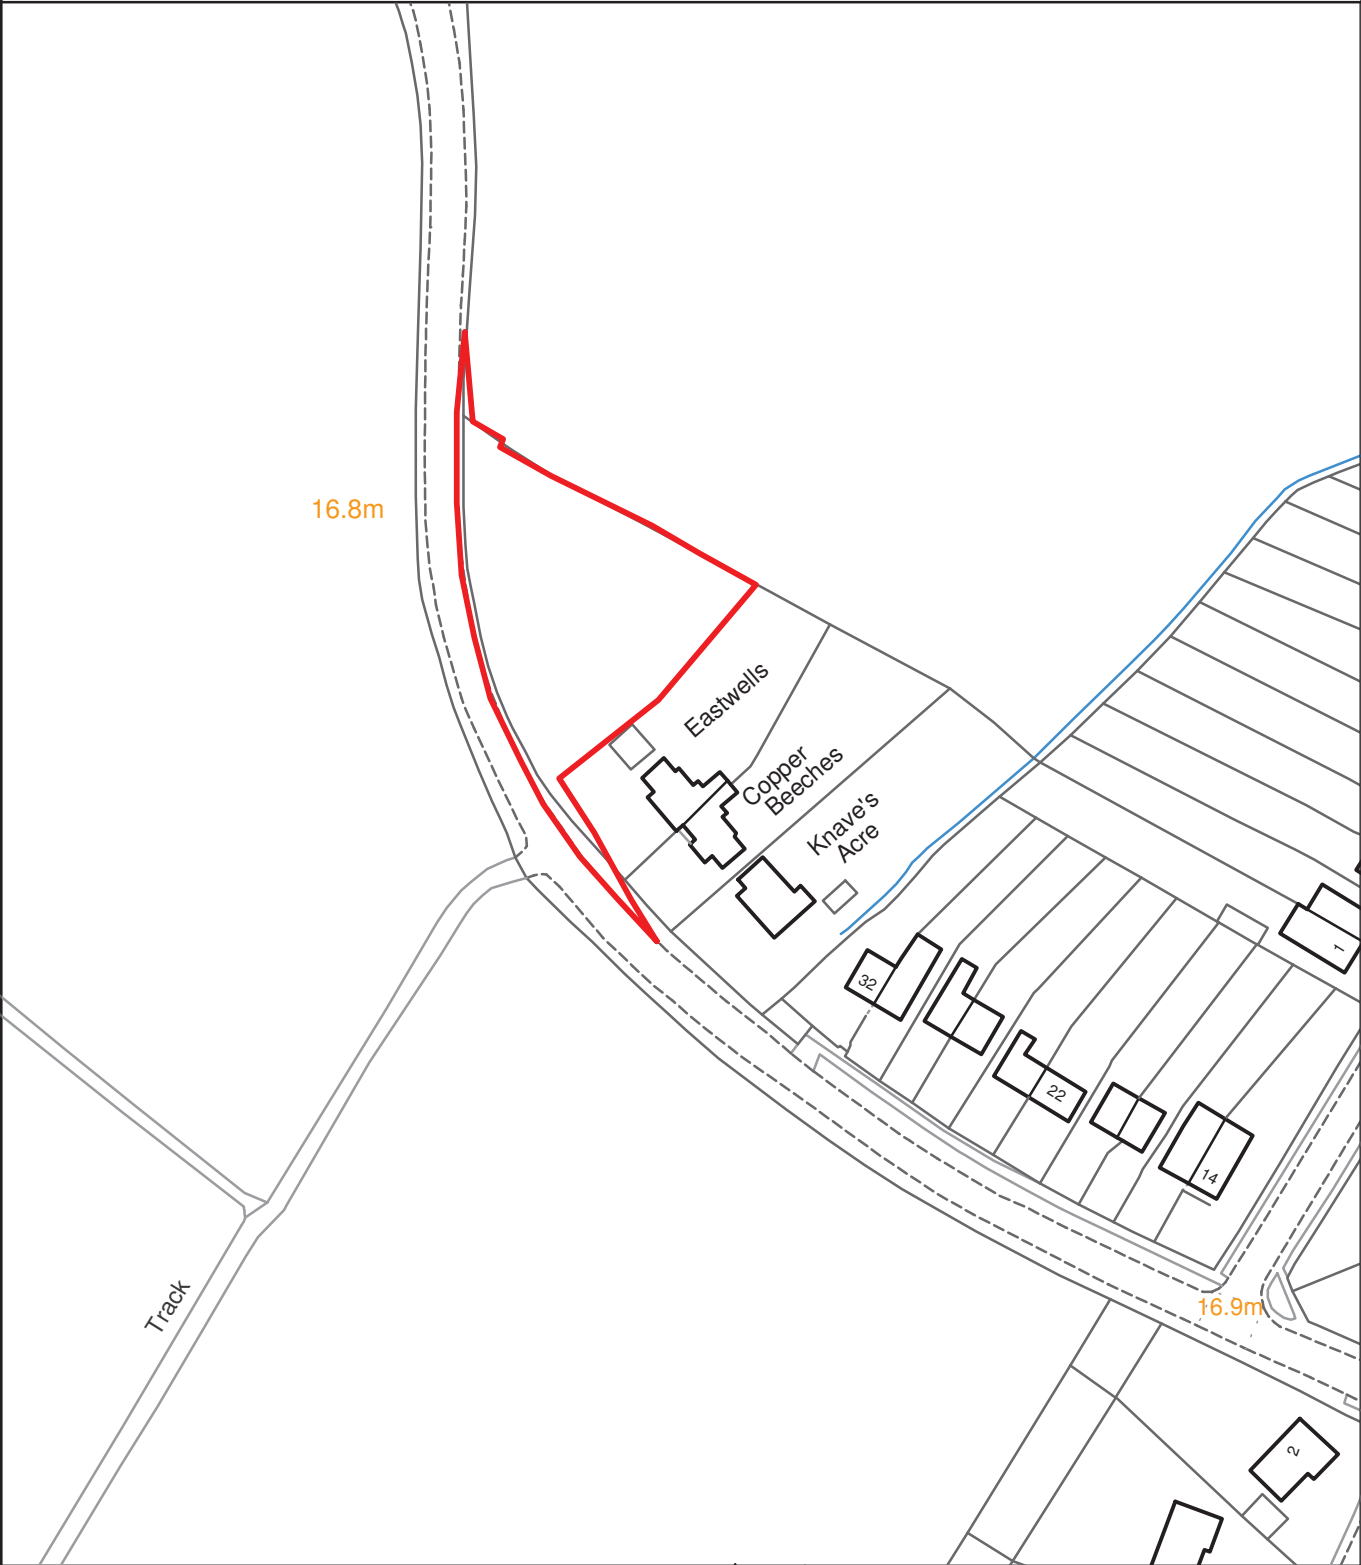 16.8m
Eastwells
Copper
Beeches
Knave's
Acre
32
22
14
1
16.9m
Track
2